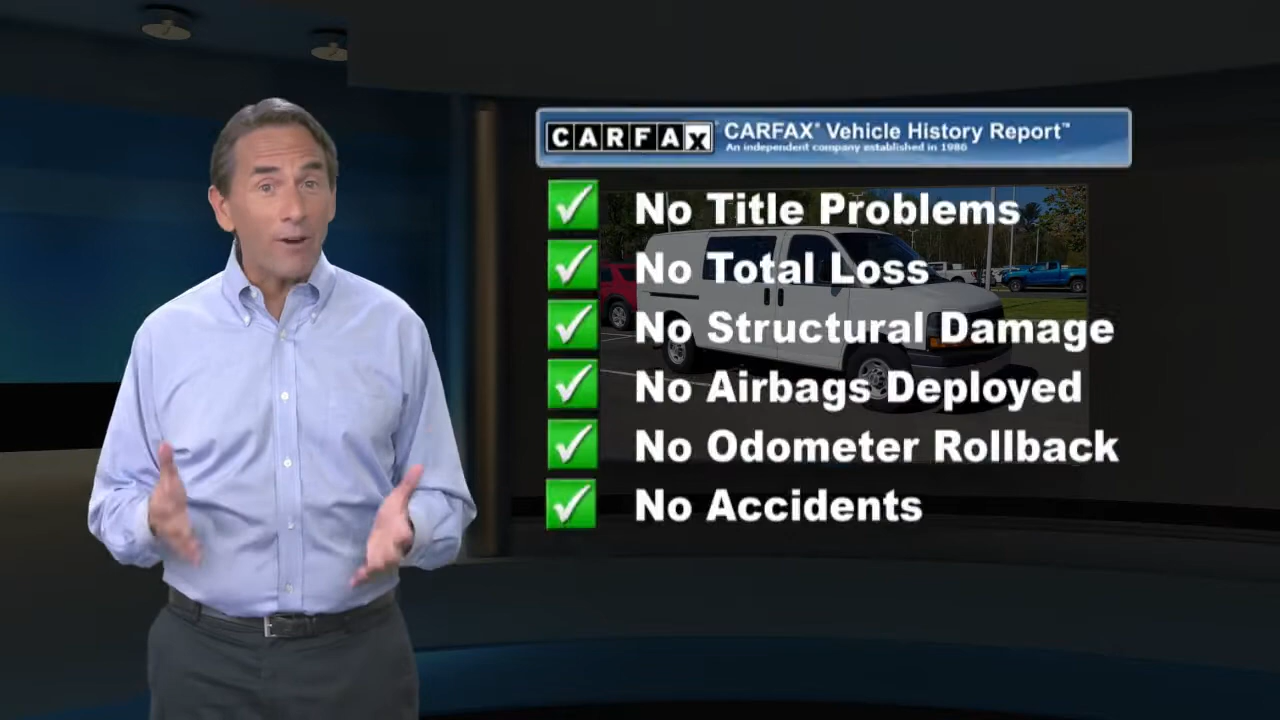 CARFAX
CARFAX® Vehicle History Report™
An independent company established in 1986
No Title Problems
No Total Loss
No Structural Damage
No Airbags Deployed
No Odometer Rollback
No Accidents